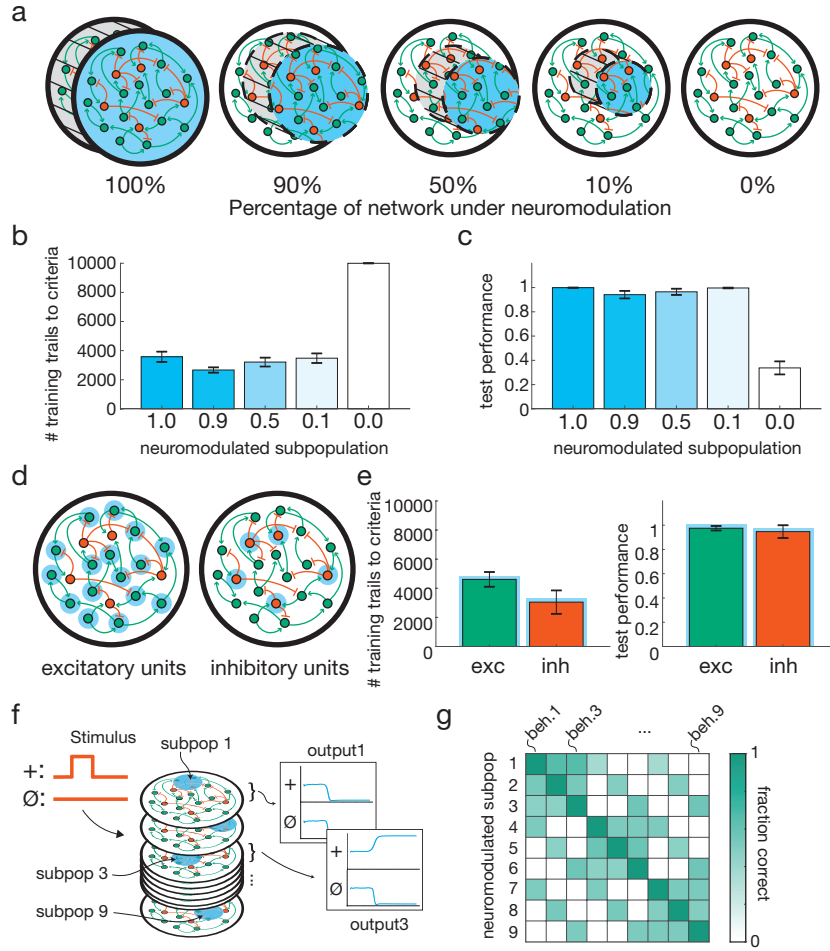 a
100%
90%
50%
10%
0%
Percentage of network under neuromodulation
b
# training trails to criteria
10000
8000
6000
4000
2000
0
1.0
0.9
0.5
0.1
0.0
neuromodulated subpopulation
c
test performance
1
0.8
0.6
0.4
0.2
0
1.0
0.9
0.5
0.1
0.0
neuromodulated subpopulation
d
excitatory units
inhibitory units
e
# training trails to criteria
10000
8000
6000
4000
2000
0
exc
inh
test performance
1
0.8
0.6
0.4
0.2
0
exc
inh
f
Stimulus
+:
Ø:
subpop 1
subpop 3
subpop 9
}
}
...
output1
+
Ø
+
Ø
output3
g
beh.1
beh.3
...
beh.9
neuromodulated subpop
1
2
3
4
5
6
7
8
9
1
0
fraction correct